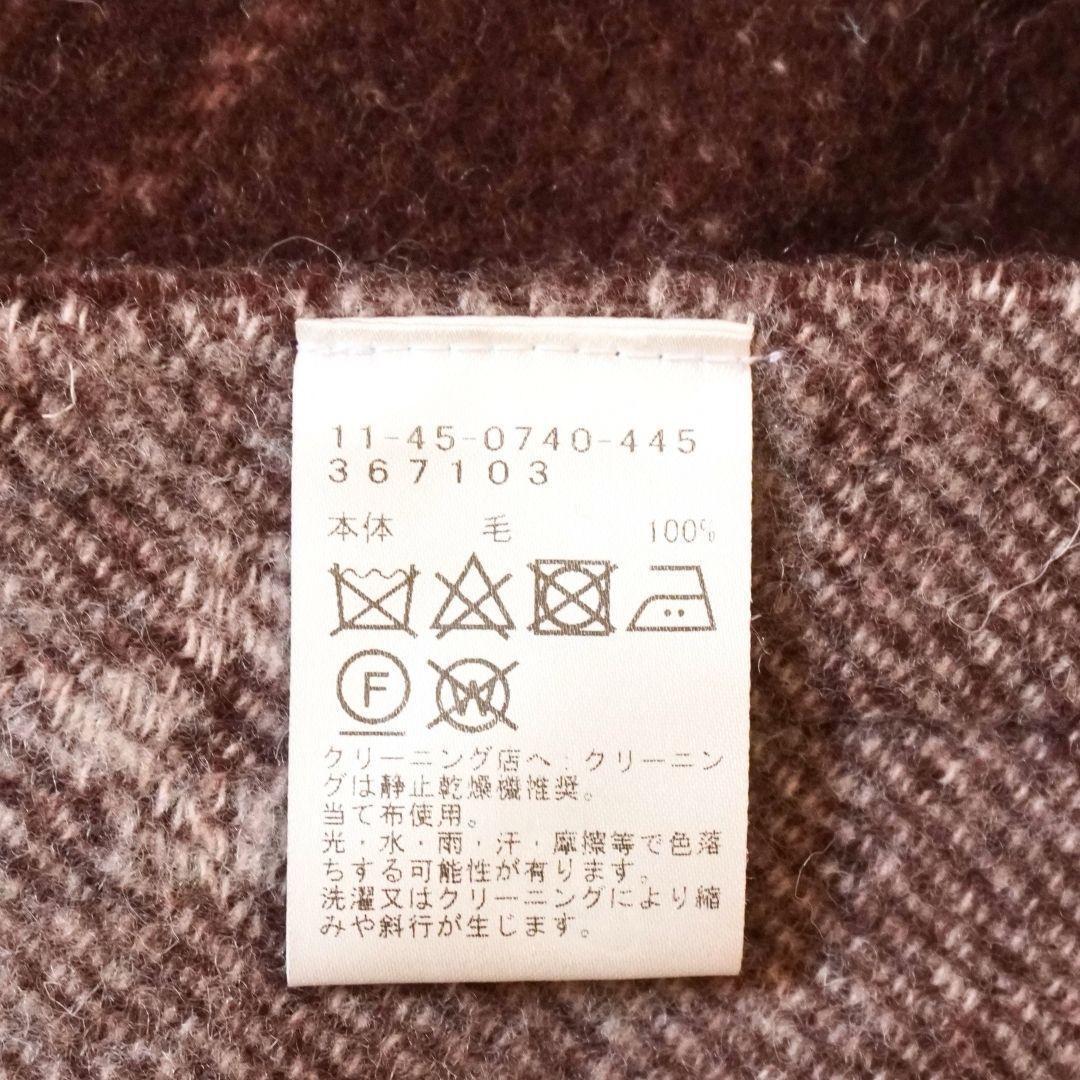 11-45-0740-445
367103
本体 毛 100%
F
W
クリーニング店へ:クリーニン
グは静止乾燥機推奨。
当て布使用。
光・水・雨・汗・摩擦等で色落
ちする可能性が有ります。
洗濯又はクリーニングにより縮
みや斜行が生じます。